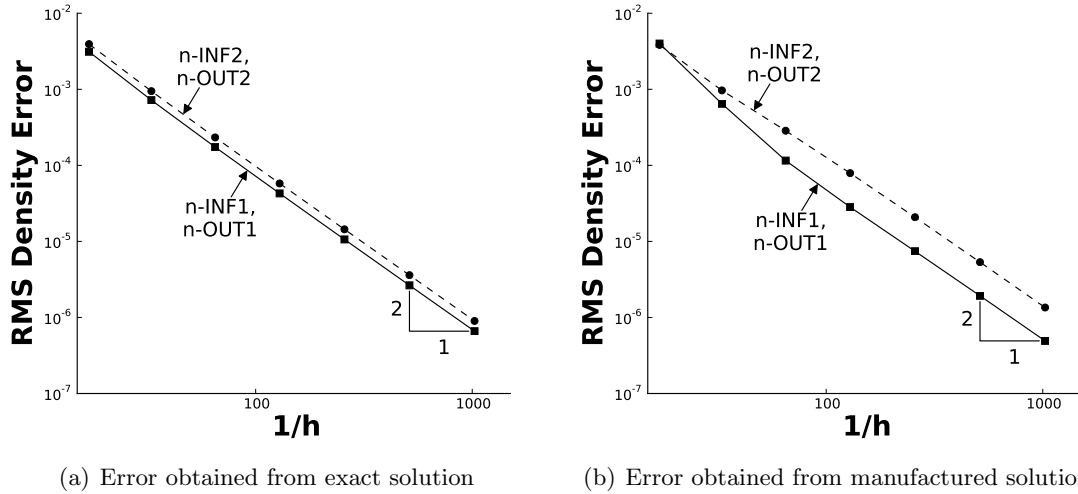 10-2
10-3
10-4
10-5
10-6
10-7
RMS Density Error
n-INF2,
n-OUT2
n-INF1,
n-OUT1
2
1
100
1000
1/h
(a) Error obtained from exact solution
10-2
10-3
10-4
10-5
10-6
10-7
RMS Density Error
n-INF2,
n-OUT2
n-INF1,
n-OUT1
2
1
100
1000
1/h
(b) Error obtained from manufactured solutio